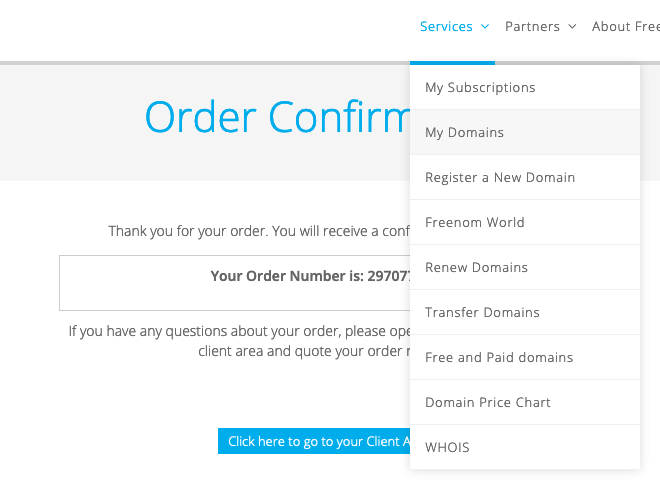 Services Partners About Free
Order Confirm
My Subscriptions
My Domains
Register a New Domain
Freenom World
Renew Domains
Transfer Domains
Free and Paid domains
Domain Price Chart
WHOIS
Thank you for your order. You will receive a conf
Your Order Number is: 297077
If you have any questions about your order, please ope
client area and quote your order
Click here to go to your Client A